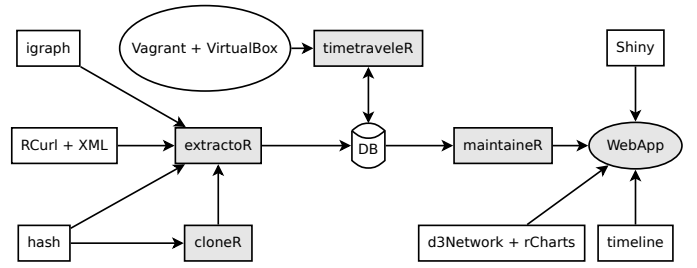 igraph
Vagrant + VirtualBox
timetraveleR
Shiny
RCurl + XML
extractoR
DB
maintaineR
WebApp
hash
cloneR
d3Network + rCharts
timeline